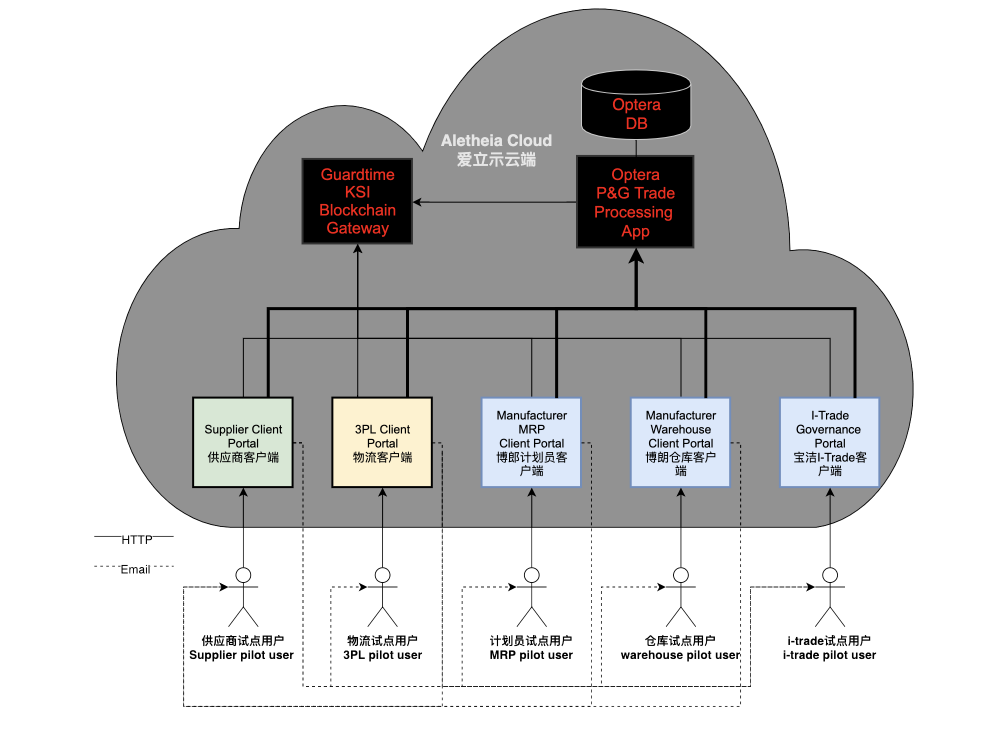 Optera
DB
Aletheia Cloud
爱立示云端
Guardtime
KSI
Blockchain
Gateway
Optera
P&G Trade
Processing
App
Supplier Client
Portal
供应商客户端
3PL Client
Portal
物流客户端
Manufacturer
MRP
Client Portal
博郎计划员客
户端
Manufacturer
Warehouse
Client Portal
博朗仓库客户
端
I-Trade
Governance
Portal
宝洁I-Trade客
户端
HTTP
Email
供应商试点用户
Supplier pilot user
物流试点用户
3PL pilot user
计划员试点用户
MRP pilot user
仓库试点用户
warehouse pilot user
i-trade试点用户
i-trade pilot user